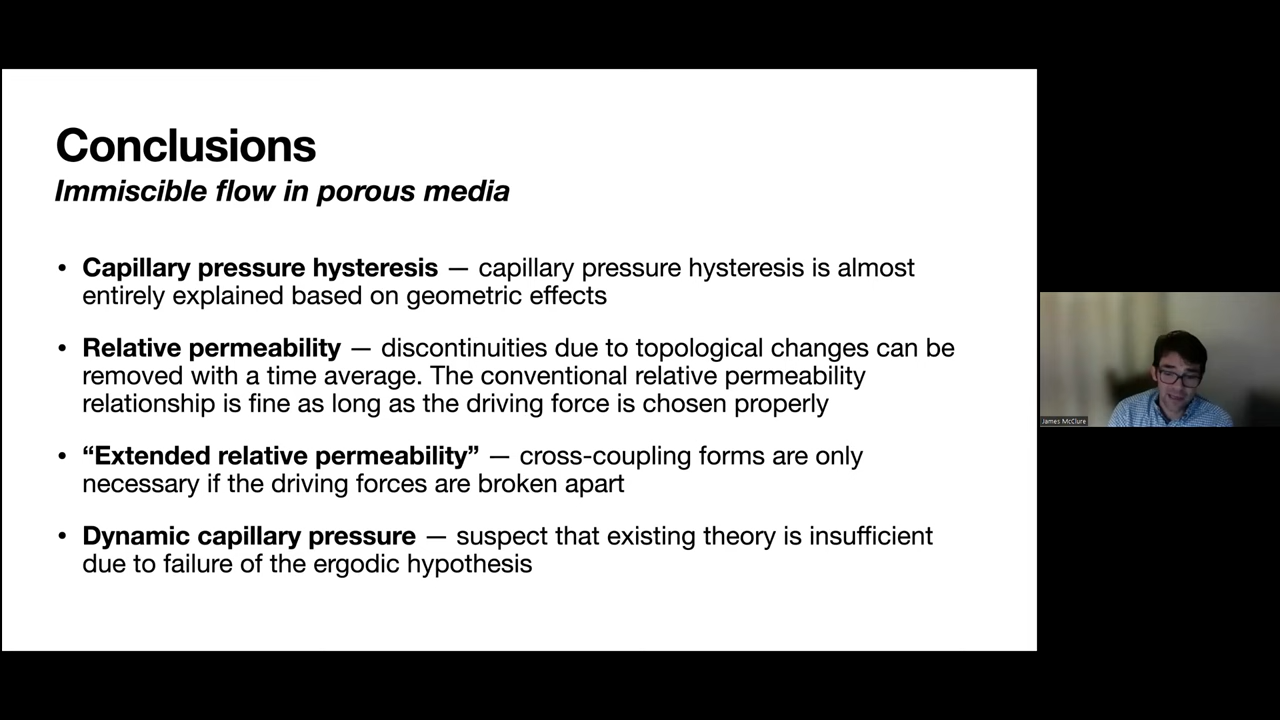 Conclusions
Immiscible flow in porous media
• Capillary pressure hysteresis — capillary pressure hysteresis is almost
entirely explained based on geometric effects
• Relative permeability — discontinuities due to topological changes can be
removed with a time average. The conventional relative permeability
relationship is fine as long as the driving force is chosen properly
• “Extended relative permeability” — cross-coupling forms are only
necessary if the driving forces are broken apart
• Dynamic capillary pressure — suspect that existing theory is insufficient
due to failure of the ergodic hypothesis
James McClure